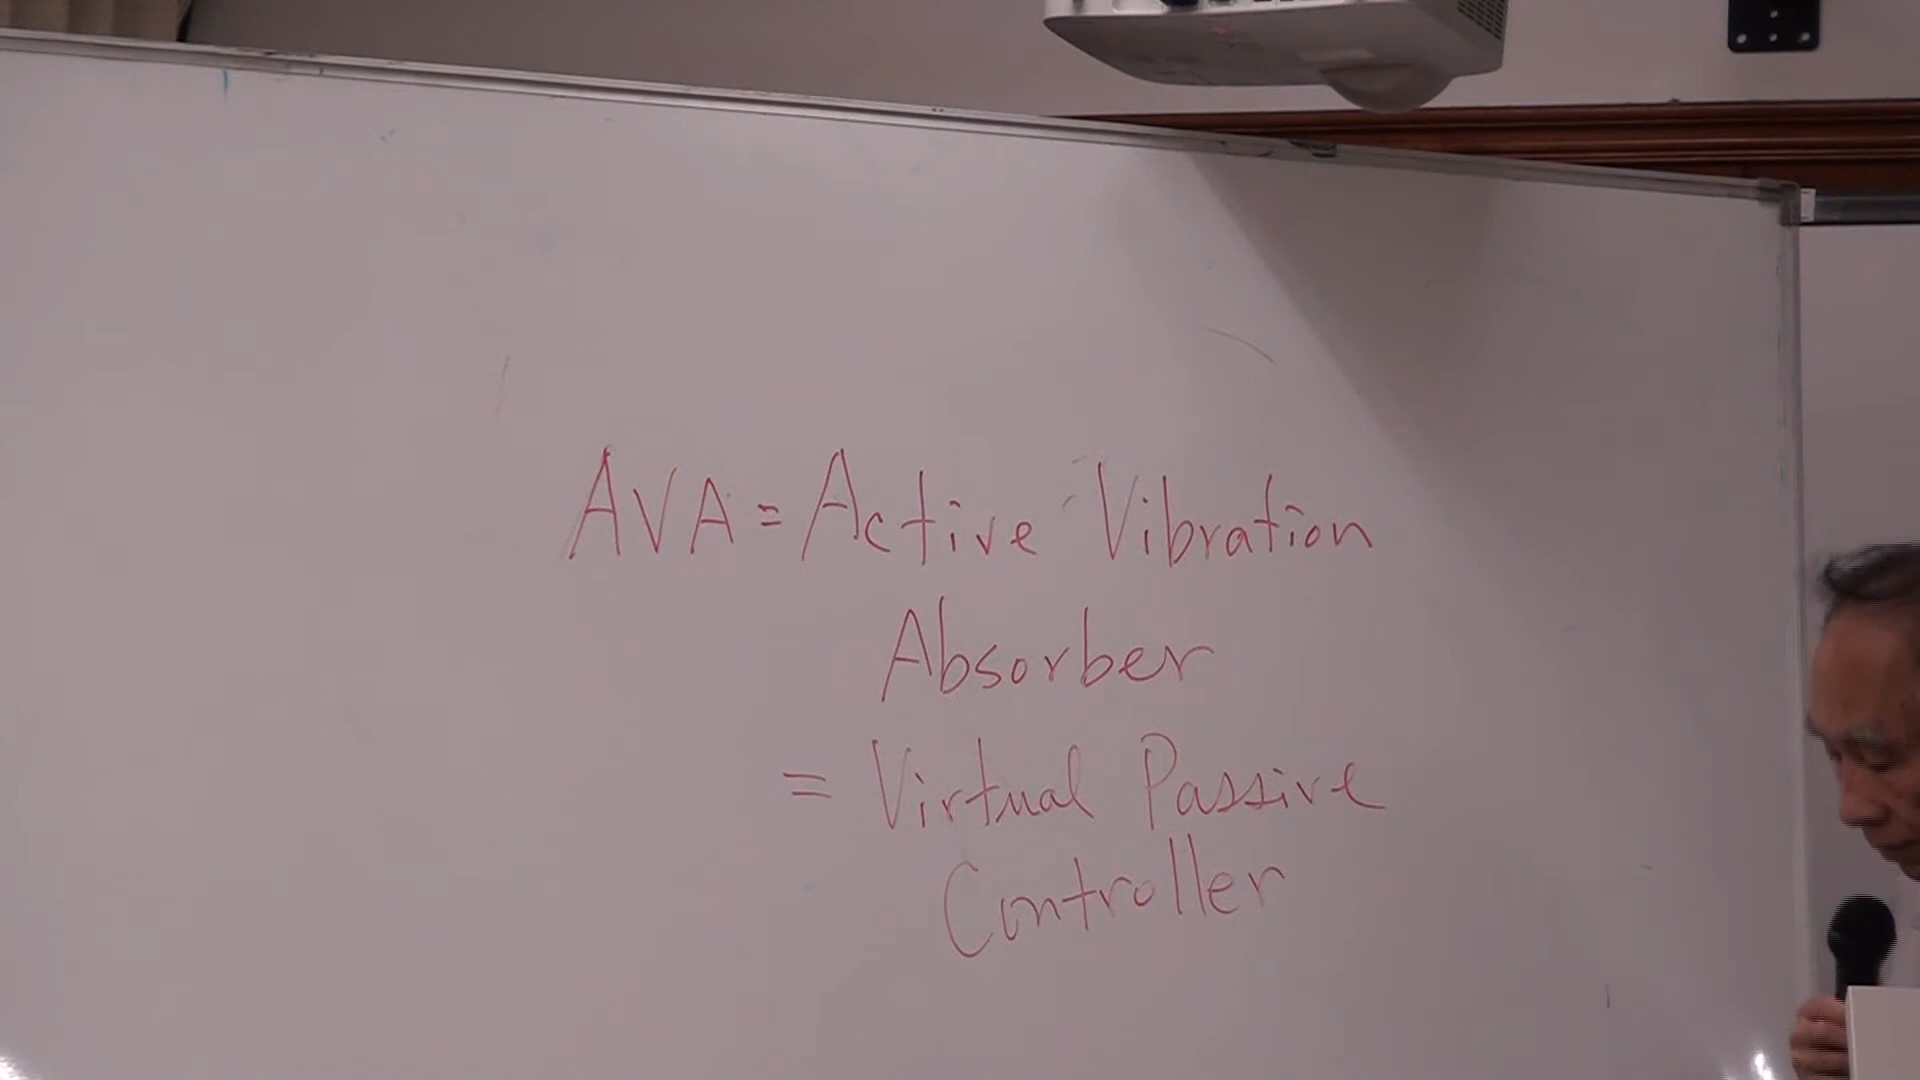 AVA = Active Vibration
Absorber
= Virtual Passive
Controller